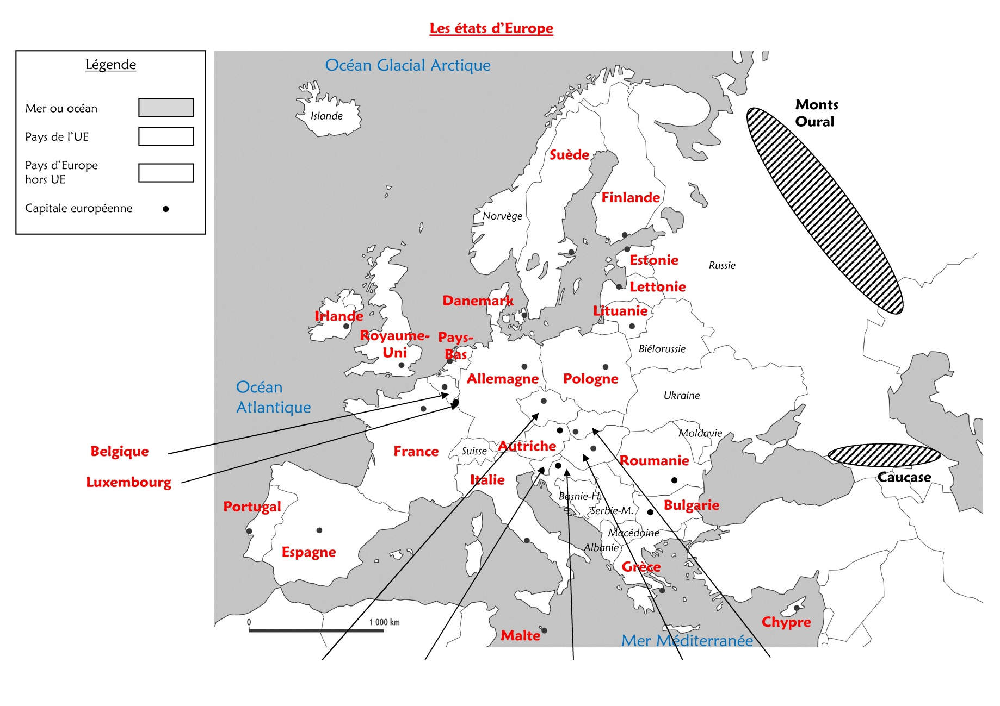 Les états d'Europe
Légende
Mer ou océan
Pays de l'UE
Pays d'Europe
hors UE
Capitale européenne
Océan Glacial Arctique
Islande
Monts
Oural
Suède
Finlande
Norvège
Estonie
Russie
Lettonie
Danemark
Lituanie
Irlande
Royaume-
Uni
Pays-
Bas
Biélorussie
Allemagne
Pologne
Océan
Atlantique
Ukraine
Moldavie
Belgique
France
Suisse
Autriche
Roumanie
Caucase
Luxembourg
Italie
Bosnie-H.
Portugal
Serbie-M.
Bulgarie
Macédoine
Albanie
Espagne
Grèce
Chypre
0
1 000 km
Malte
Mer Méditerranée